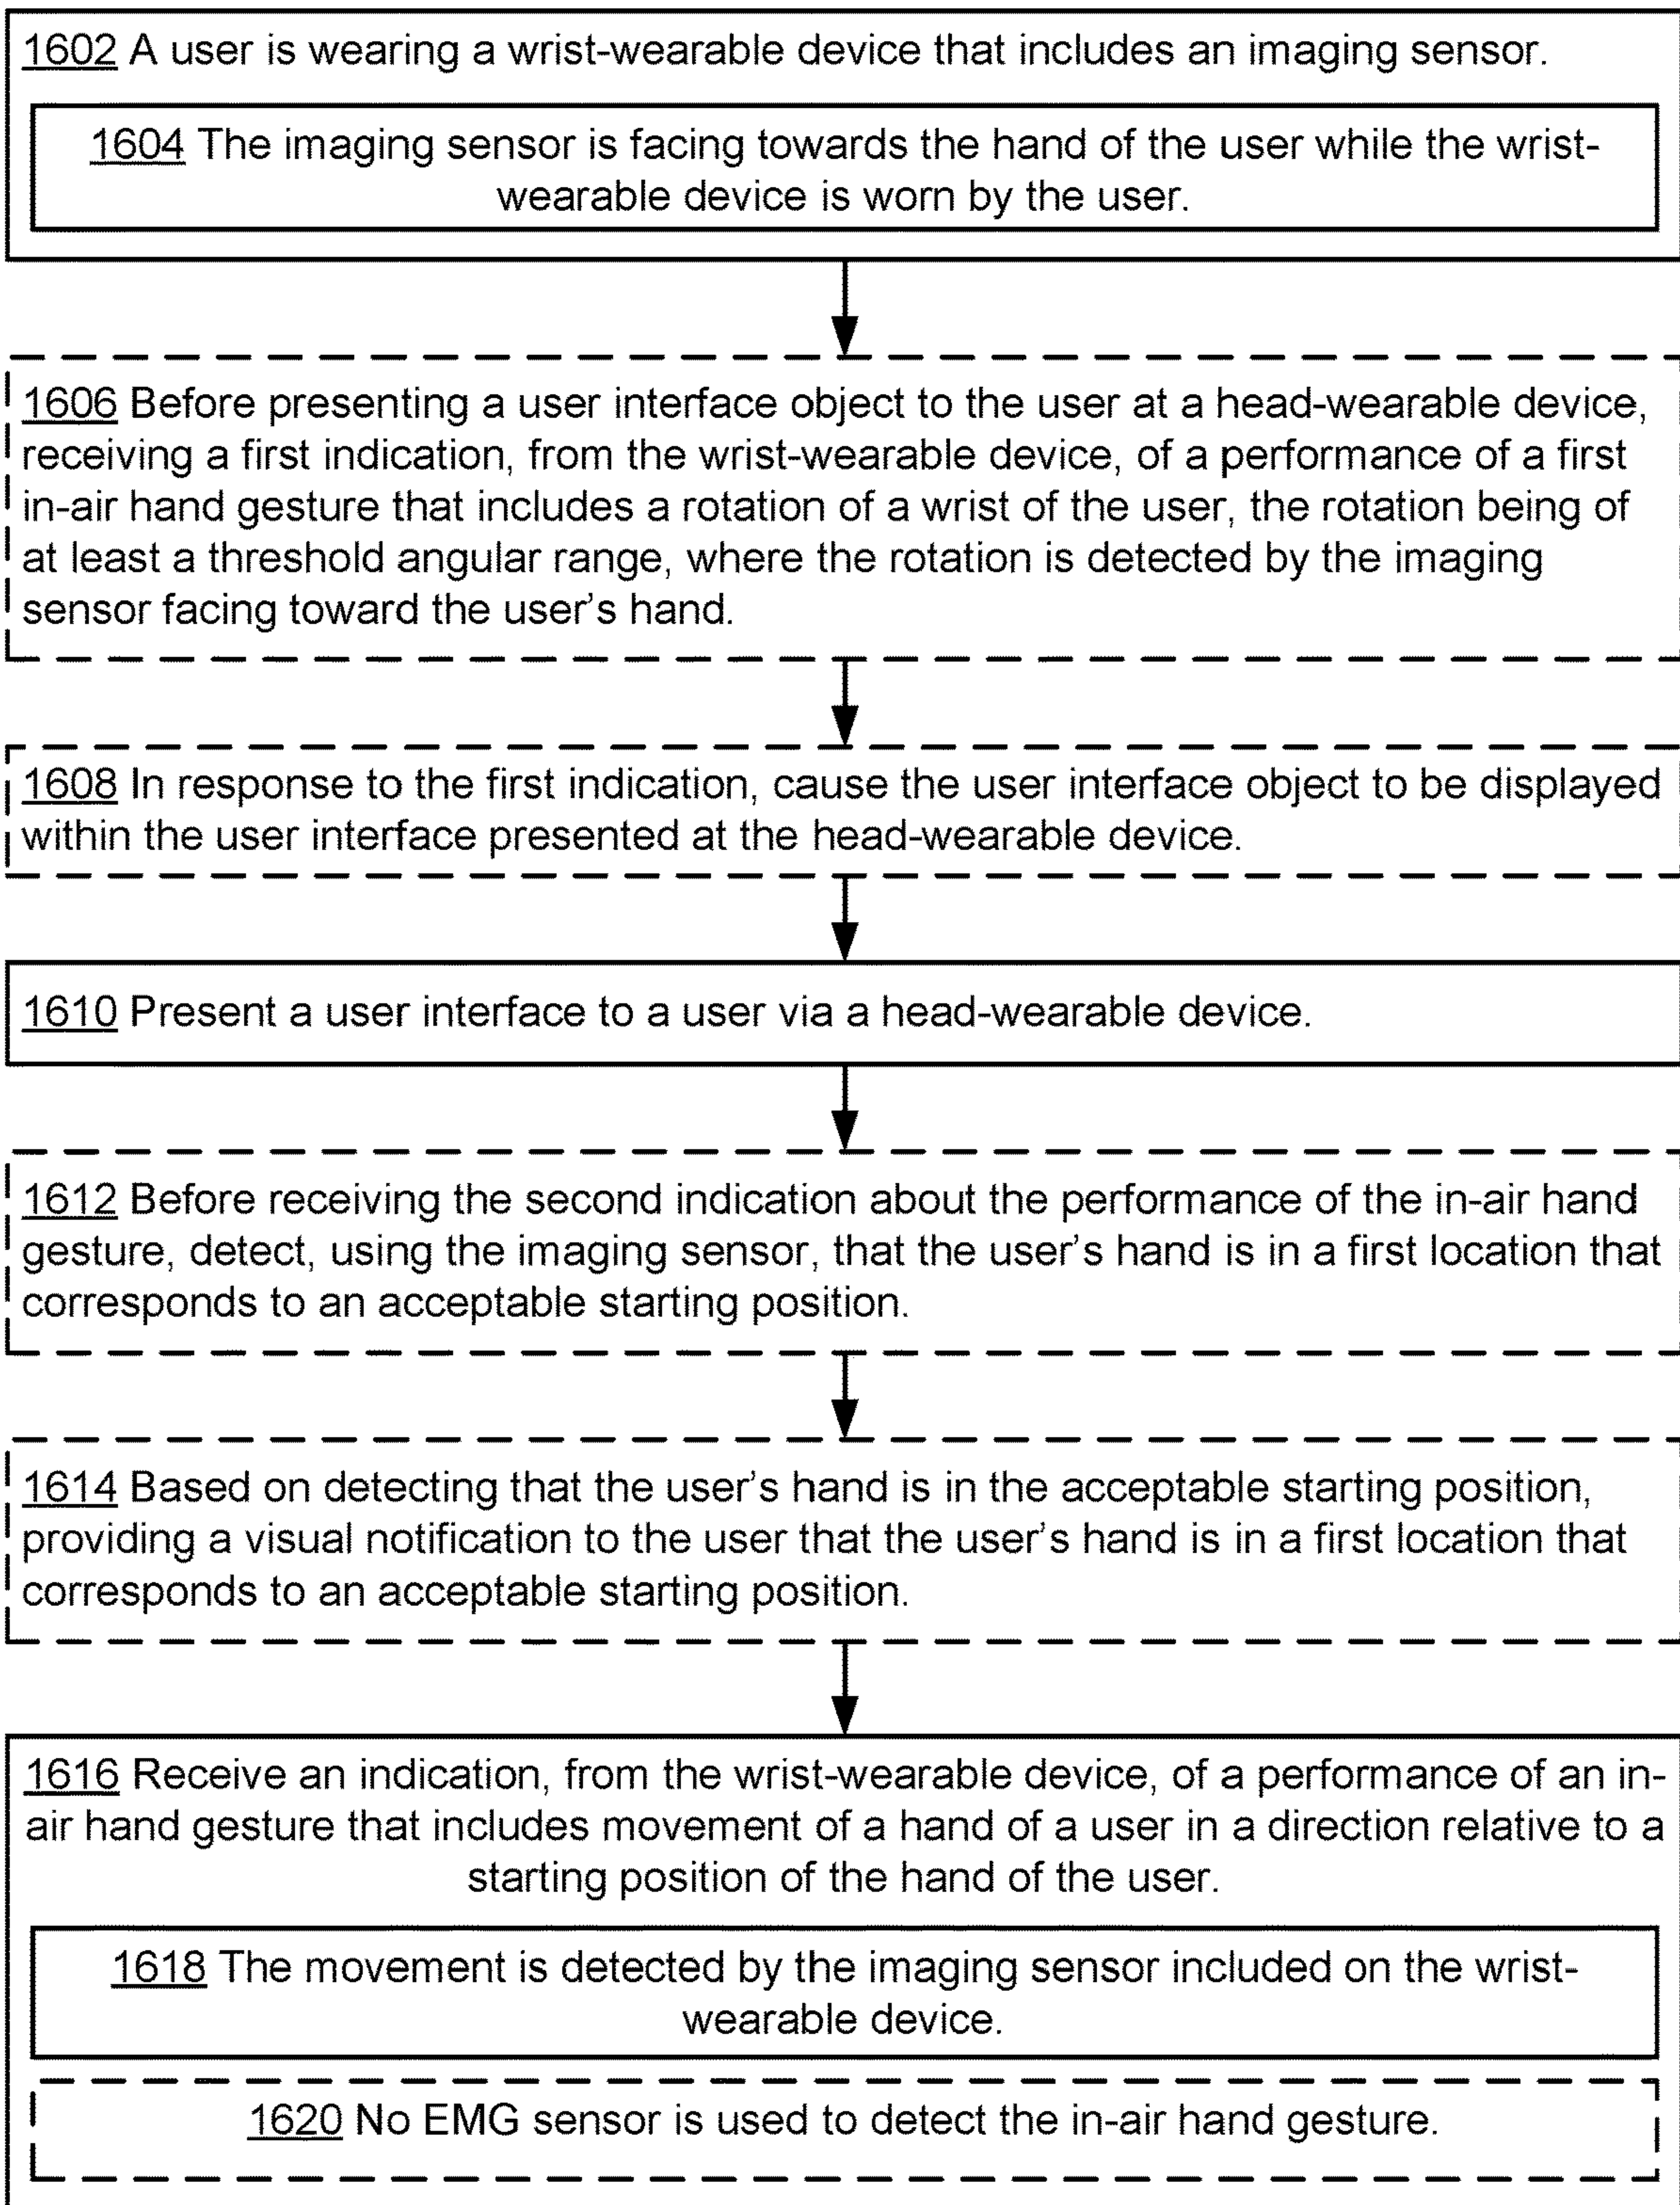 1602 A user is wearing a wrist-wearable device that includes an imaging sensor.
1604 The imaging sensor is facing towards the hand of the user while the wrist-
wearable device is worn by the user.
1606 Before presenting a user interface object to the user at a head-wearable device,
receiving a first indication, from the wrist-wearable device, of a performance of a first
in-air hand gesture that includes a rotation of a wrist of the user, the rotation being of
at least a threshold angular range, where the rotation is detected by the imaging
sensor facing toward the user's hand.
1608 In response to the first indication, cause the user interface object to be displayed
within the user interface presented at the head-wearable device.
1610 Present a user interface to a user via a head-wearable device.
1612 Before receiving the second indication about the performance of the in-air hand
gesture, detect, using the imaging sensor, that the user's hand is in a first location that
corresponds to an acceptable starting position.
1614 Based on detecting that the user's hand is in the acceptable starting position,
providing a visual notification to the user that the user's hand is in a first location that
corresponds to an acceptable starting position.
1616 Receive an indication, from the wrist-wearable device, of a performance of an in-
air hand gesture that includes movement of a hand of a user in a direction relative to a
starting position of the hand of the user.
1618 The movement is detected by the imaging sensor included on the wrist-
wearable device.
1620 No EMG sensor is used to detect the in-air hand gesture.